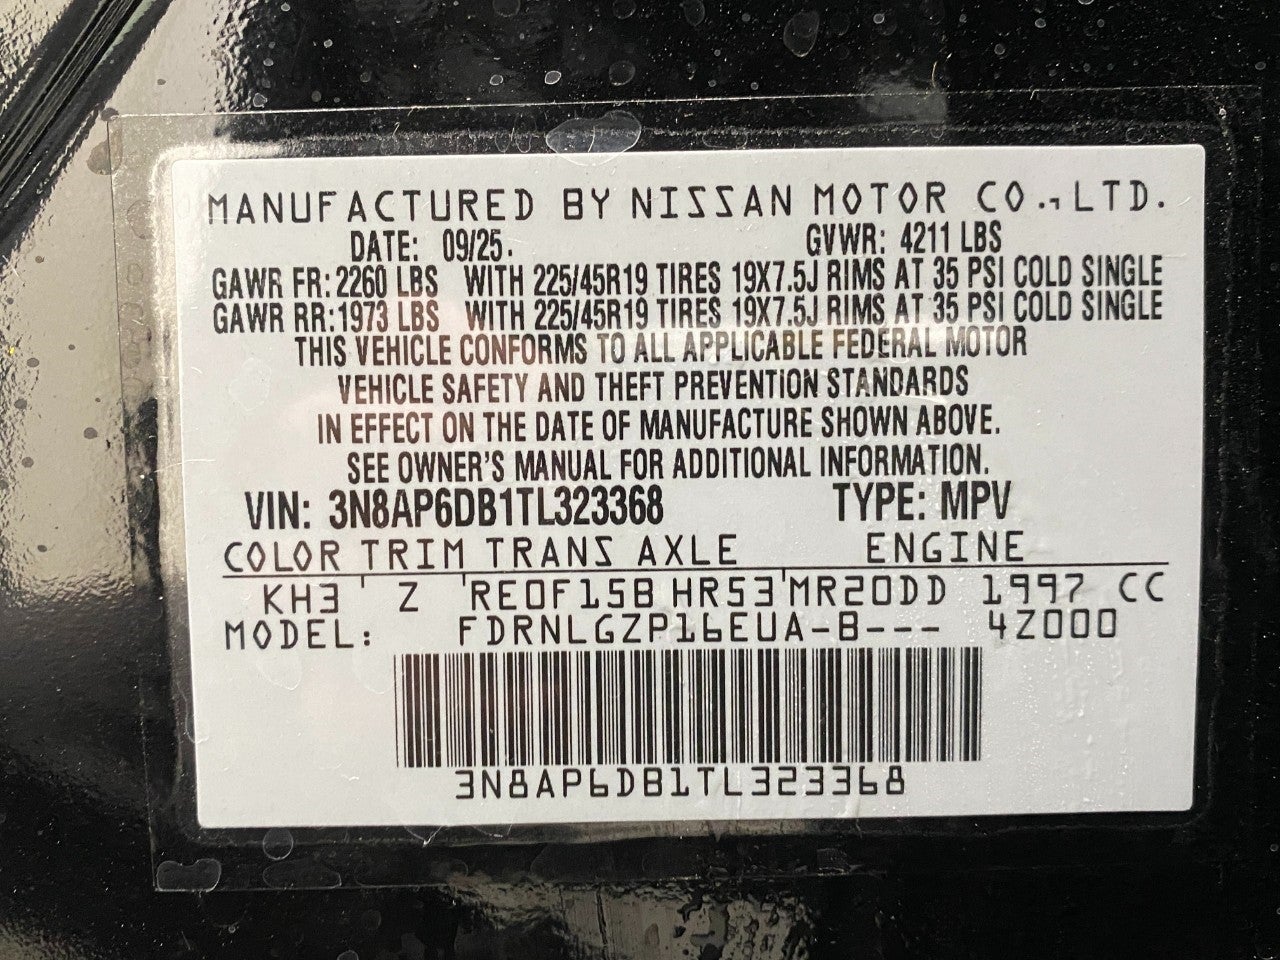 MANUFACTURED BY NISSAN MOTOR CO., LTD.
DATE: 09/25. GVWR: 4211 LBS
GAWR FR: 2260 LBS WITH 225/45R19 TIRES 19X7.5J RIMS AT 35 PSI COLD SINGLE
GAWR RR: 1973 LBS WITH 225/45R19 TIRES 19X7.5J RIMS AT 35 PSI COLD SINGLE
THIS VEHICLE CONFORMS TO ALL APPLICABLE FEDERAL MOTOR
VEHICLE SAFETY AND THEFT PREVENTION STANDARDS
IN EFFECT ON THE DATE OF MANUFACTURE SHOWN ABOVE.
SEE OWNER'S MANUAL FOR ADDITIONAL INFORMATION.
VIN: 3N8AP6DB1TL323368 TYPE: MPV
COLOR TRIM TRANS AXLE ENGINE
KH3 Z RE0F15B HR53 MR20DD 1997 CC
MODEL: FDRNLGZP16EUA-B--- 4Z000
3N8AP6DB1TL323368